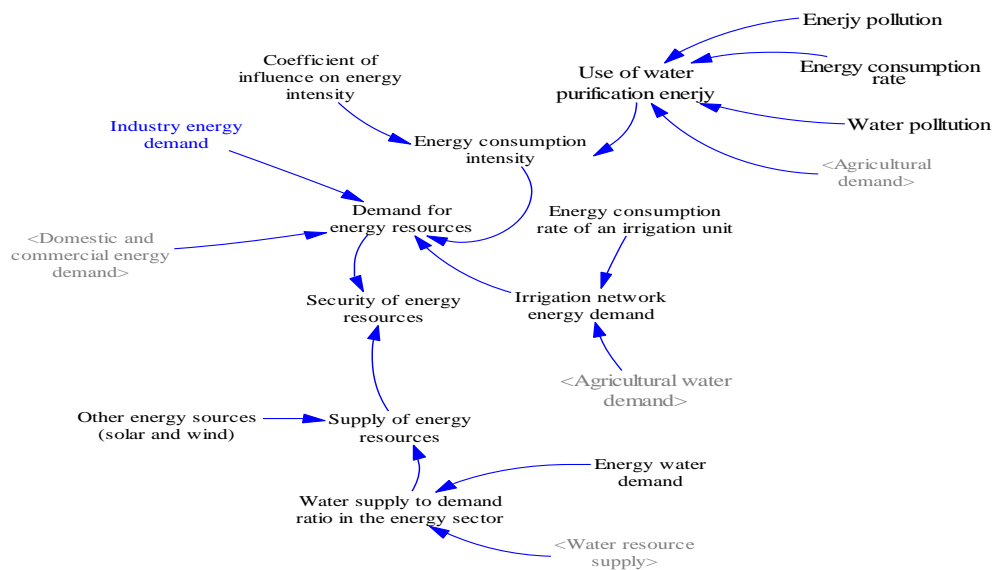 Enerjy pollution
Coefficient of
influence on energy
intensity
Use of water
purification enerjy
Energy consumption
rate
Water polltution
Industry energy
demand
Energy consumption
intensity
<Agricultural
demand>
Demand for
energy resources
Energy consumption
rate of an irrigation unit
<Domestic and
commercial energy
demand>
Security of energy
resources
Irrigation network
energy demand
<Agricultural water
demand>
Other energy sources
(solar and wind)
Supply of energy
resources
Energy water
demand
Water supply to demand
ratio in the energy sector
<Water resource
supply>